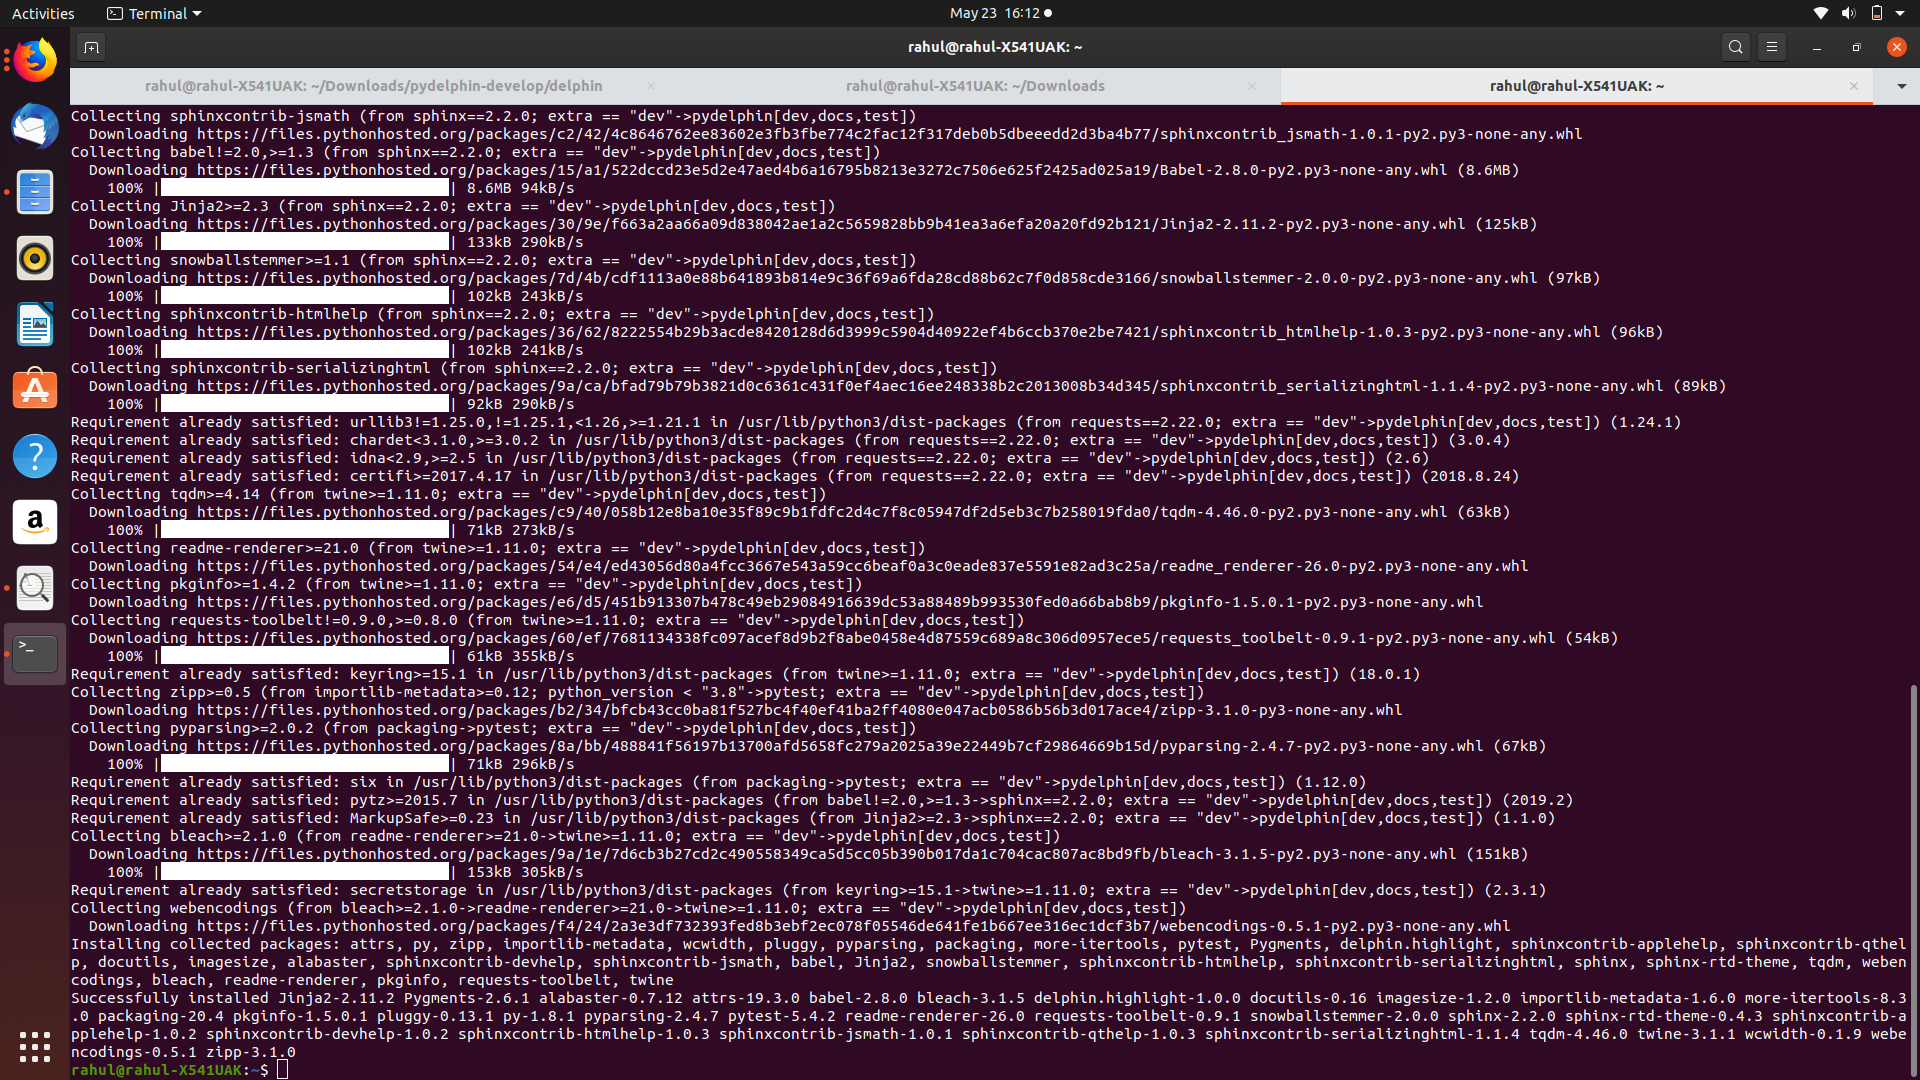 Activities Terminal May 23 16:12
rahul@rahul-X541UAK: ~
rahul@rahul-X541UAK: ~/Downloads/pydelphin-develop/delphin rahul@rahul-X541UAK: ~/Downloads rahul@rahul-X541UAK: ~
Collecting sphinxcontrib-jsmath (from sphinx==2.2.0; extra == "dev"->pydelphin[dev,docs,test])
  Downloading https://files.pythonhosted.org/packages/c2/42/4c8646762ee83602e3fb3fbe774c2fac12f317deb0b5dbeeedd2d3ba4b77/sphinxcontrib_jsmath-1.0.1-py2.py3-none-any.whl
Collecting babel!=2.0,>=1.3 (from sphinx==2.2.0; extra == "dev"->pydelphin[dev,docs,test])
  Downloading https://files.pythonhosted.org/packages/15/a1/522dccd23e5d2e47aed4b6a16795b8213e3272c7506e625f2425ad025a19/Babel-2.8.0-py2.py3-none-any.whl (8.6MB)
    100% || 8.6MB 94kB/s
Collecting Jinja2>=2.3 (from sphinx==2.2.0; extra == "dev"->pydelphin[dev,docs,test])
  Downloading https://files.pythonhosted.org/packages/30/9e/f663a2aa66a09d838042ae1a2c5659828bb9b41ea3a6efa20a20fd92b121/Jinja2-2.11.2-py2.py3-none-any.whl (125kB)
    100% || 133kB 290kB/s
Collecting snowballstemmer>=1.1 (from sphinx==2.2.0; extra == "dev"->pydelphin[dev,docs,test])
  Downloading https://files.pythonhosted.org/packages/7d/4b/cdf1113a0e88b641893b814e9c36f69a6fda28cd88b62c7f0d858cde3166/snowballstemmer-2.0.0-py2.py3-none-any.whl (97kB)
    100% || 102kB 243kB/s
Collecting sphinxcontrib-htmlhelp (from sphinx==2.2.0; extra == "dev"->pydelphin[dev,docs,test])
  Downloading https://files.pythonhosted.org/packages/36/62/8222554b29b3acde8420128d6d3999c5904d40922ef4b6ccb370e2be7421/sphinxcontrib_htmlhelp-1.0.3-py2.py3-none-any.whl (96kB)
    100% || 102kB 241kB/s
Collecting sphinxcontrib-serializinghtml (from sphinx==2.2.0; extra == "dev"->pydelphin[dev,docs,test])
  Downloading https://files.pythonhosted.org/packages/9a/ca/bfad79b79b3821d0c6361c431f0ef4aec16ee248338b2c2013008b34d345/sphinxcontrib_serializinghtml-1.1.4-py2.py3-none-any.whl (89kB)
    100% || 92kB 290kB/s
Requirement already satisfied: urllib3!=1.25.0,!=1.25.1,<1.26,>=1.21.1 in /usr/lib/python3/dist-packages (from requests==2.22.0; extra == "dev"->pydelphin[dev,docs,test]) (1.24.1)
Requirement already satisfied: chardet<3.1.0,>=3.0.2 in /usr/lib/python3/dist-packages (from requests==2.22.0; extra == "dev"->pydelphin[dev,docs,test]) (3.0.4)
Requirement already satisfied: idna<2.9,>=2.5 in /usr/lib/python3/dist-packages (from requests==2.22.0; extra == "dev"->pydelphin[dev,docs,test]) (2.6)
Requirement already satisfied: certifi>=2017.4.17 in /usr/lib/python3/dist-packages (from requests==2.22.0; extra == "dev"->pydelphin[dev,docs,test]) (2018.8.24)
Collecting tqdm>=4.14 (from twine>=1.11.0; extra == "dev"->pydelphin[dev,docs,test])
  Downloading https://files.pythonhosted.org/packages/c9/40/058b12e8ba10e35f89c9b1fdfc2d4c7f8c05947df2d5eb3c7b258019fda0/tqdm-4.46.0-py2.py3-none-any.whl (63kB)
    100% || 71kB 273kB/s
Collecting readme-renderer>=21.0 (from twine>=1.11.0; extra == "dev"->pydelphin[dev,docs,test])
  Downloading https://files.pythonhosted.org/packages/54/e4/ed43056d80a4fcc3667e543a59cc6beaf0a3c0eade837e5591e82ad3c25a/readme_renderer-26.0-py2.py3-none-any.whl
Collecting pkginfo>=1.4.2 (from twine>=1.11.0; extra == "dev"->pydelphin[dev,docs,test])
  Downloading https://files.pythonhosted.org/packages/e6/d5/451b913307b478c49eb29084916639dc53a88489b993530fed0a66bab8b9/pkginfo-1.5.0.1-py2.py3-none-any.whl
Collecting requests-toolbelt!=0.9.0,>=0.8.0 (from twine>=1.11.0; extra == "dev"->pydelphin[dev,docs,test])
  Downloading https://files.pythonhosted.org/packages/60/ef/7681134338fc097acef8d9b2f8abe0458e4d87559c689a8c306d0957ece5/requests_toolbelt-0.9.1-py2.py3-none-any.whl (54kB)
    100% || 61kB 355kB/s
Requirement already satisfied: keyring>=15.1 in /usr/lib/python3/dist-packages (from twine>=1.11.0; extra == "dev"->pydelphin[dev,docs,test]) (18.0.1)
Collecting zipp>=0.5 (from importlib-metadata>=0.12; python_version < "3.8"->pytest; extra == "dev"->pydelphin[dev,docs,test])
  Downloading https://files.pythonhosted.org/packages/b2/34/bfcb43cc0ba81f527bc4f40ef41ba2ff4080e047acb0586b56b3d017ace4/zipp-3.1.0-py3-none-any.whl
Collecting pyparsing>=2.0.2 (from packaging->pytest; extra == "dev"->pydelphin[dev,docs,test])
  Downloading https://files.pythonhosted.org/packages/8a/bb/488841f56197b13700afd5658fc279a2025a39e22449b7cf29864669b15d/pyparsing-2.4.7-py2.py3-none-any.whl (67kB)
    100% || 71kB 296kB/s
Requirement already satisfied: six in /usr/lib/python3/dist-packages (from packaging->pytest; extra == "dev"->pydelphin[dev,docs,test]) (1.12.0)
Requirement already satisfied: pytz>=2015.7 in /usr/lib/python3/dist-packages (from babel!=2.0,>=1.3->sphinx==2.2.0; extra == "dev"->pydelphin[dev,docs,test]) (2019.2)
Requirement already satisfied: MarkupSafe>=0.23 in /usr/lib/python3/dist-packages (from Jinja2>=2.3->sphinx==2.2.0; extra == "dev"->pydelphin[dev,docs,test]) (1.1.0)
Collecting bleach>=2.1.0 (from readme-renderer>=21.0->twine>=1.11.0; extra == "dev"->pydelphin[dev,docs,test])
  Downloading https://files.pythonhosted.org/packages/9a/1e/7d6cb3b27cd2c490558349ca5d5cc05b390b017da1c704cac807ac8bd9fb/bleach-3.1.5-py2.py3-none-any.whl (151kB)
    100% || 153kB 305kB/s
Requirement already satisfied: secretstorage in /usr/lib/python3/dist-packages (from keyring>=15.1->twine>=1.11.0; extra == "dev"->pydelphin[dev,docs,test]) (2.3.1)
Collecting webencodings (from bleach>=2.1.0->readme-renderer>=21.0->twine>=1.11.0; extra == "dev"->pydelphin[dev,docs,test])
  Downloading https://files.pythonhosted.org/packages/f4/24/2a3e3df732393fed8b3ebf2ec078f05546de641fe1b667ee316ec1dcf3b7/webencodings-0.5.1-py2.py3-none-any.whl
Installing collected packages: attrs, py, zipp, importlib-metadata, wcwidth, pluggy, pyparsing, packaging, more-itertools, pytest, Pygments, delphin.highlight, sphinxcontrib-applehelp, sphinxcontrib-qthel
p, docutils, imagesize, alabaster, sphinxcontrib-devhelp, sphinxcontrib-jsmath, babel, Jinja2, snowballstemmer, sphinxcontrib-htmlhelp, sphinxcontrib-serializinghtml, sphinx, sphinx-rtd-theme, tqdm, weben
codings, bleach, readme-renderer, pkginfo, requests-toolbelt, twine
Successfully installed Jinja2-2.11.2 Pygments-2.6.1 alabaster-0.7.12 attrs-19.3.0 babel-2.8.0 bleach-3.1.5 delphin.highlight-1.0.0 docutils-0.16 imagesize-1.2.0 importlib-metadata-1.6.0 more-itertools-8.3
.0 packaging-20.4 pkginfo-1.5.0.1 pluggy-0.13.1 py-1.8.1 pyparsing-2.4.7 pytest-5.4.2 readme-renderer-26.0 requests-toolbelt-0.9.1 snowballstemmer-2.0.0 sphinx-2.2.0 sphinx-rtd-theme-0.4.3 sphinxcontrib-a
pplehelp-1.0.2 sphinxcontrib-devhelp-1.0.2 sphinxcontrib-htmlhelp-1.0.3 sphinxcontrib-jsmath-1.0.1 sphinxcontrib-qthelp-1.0.3 sphinxcontrib-serializinghtml-1.1.4 tqdm-4.46.0 twine-3.1.1 wcwidth-0.1.9 webe
ncodings-0.5.1 zipp-3.1.0
rahul@rahul-X541UAK:~$